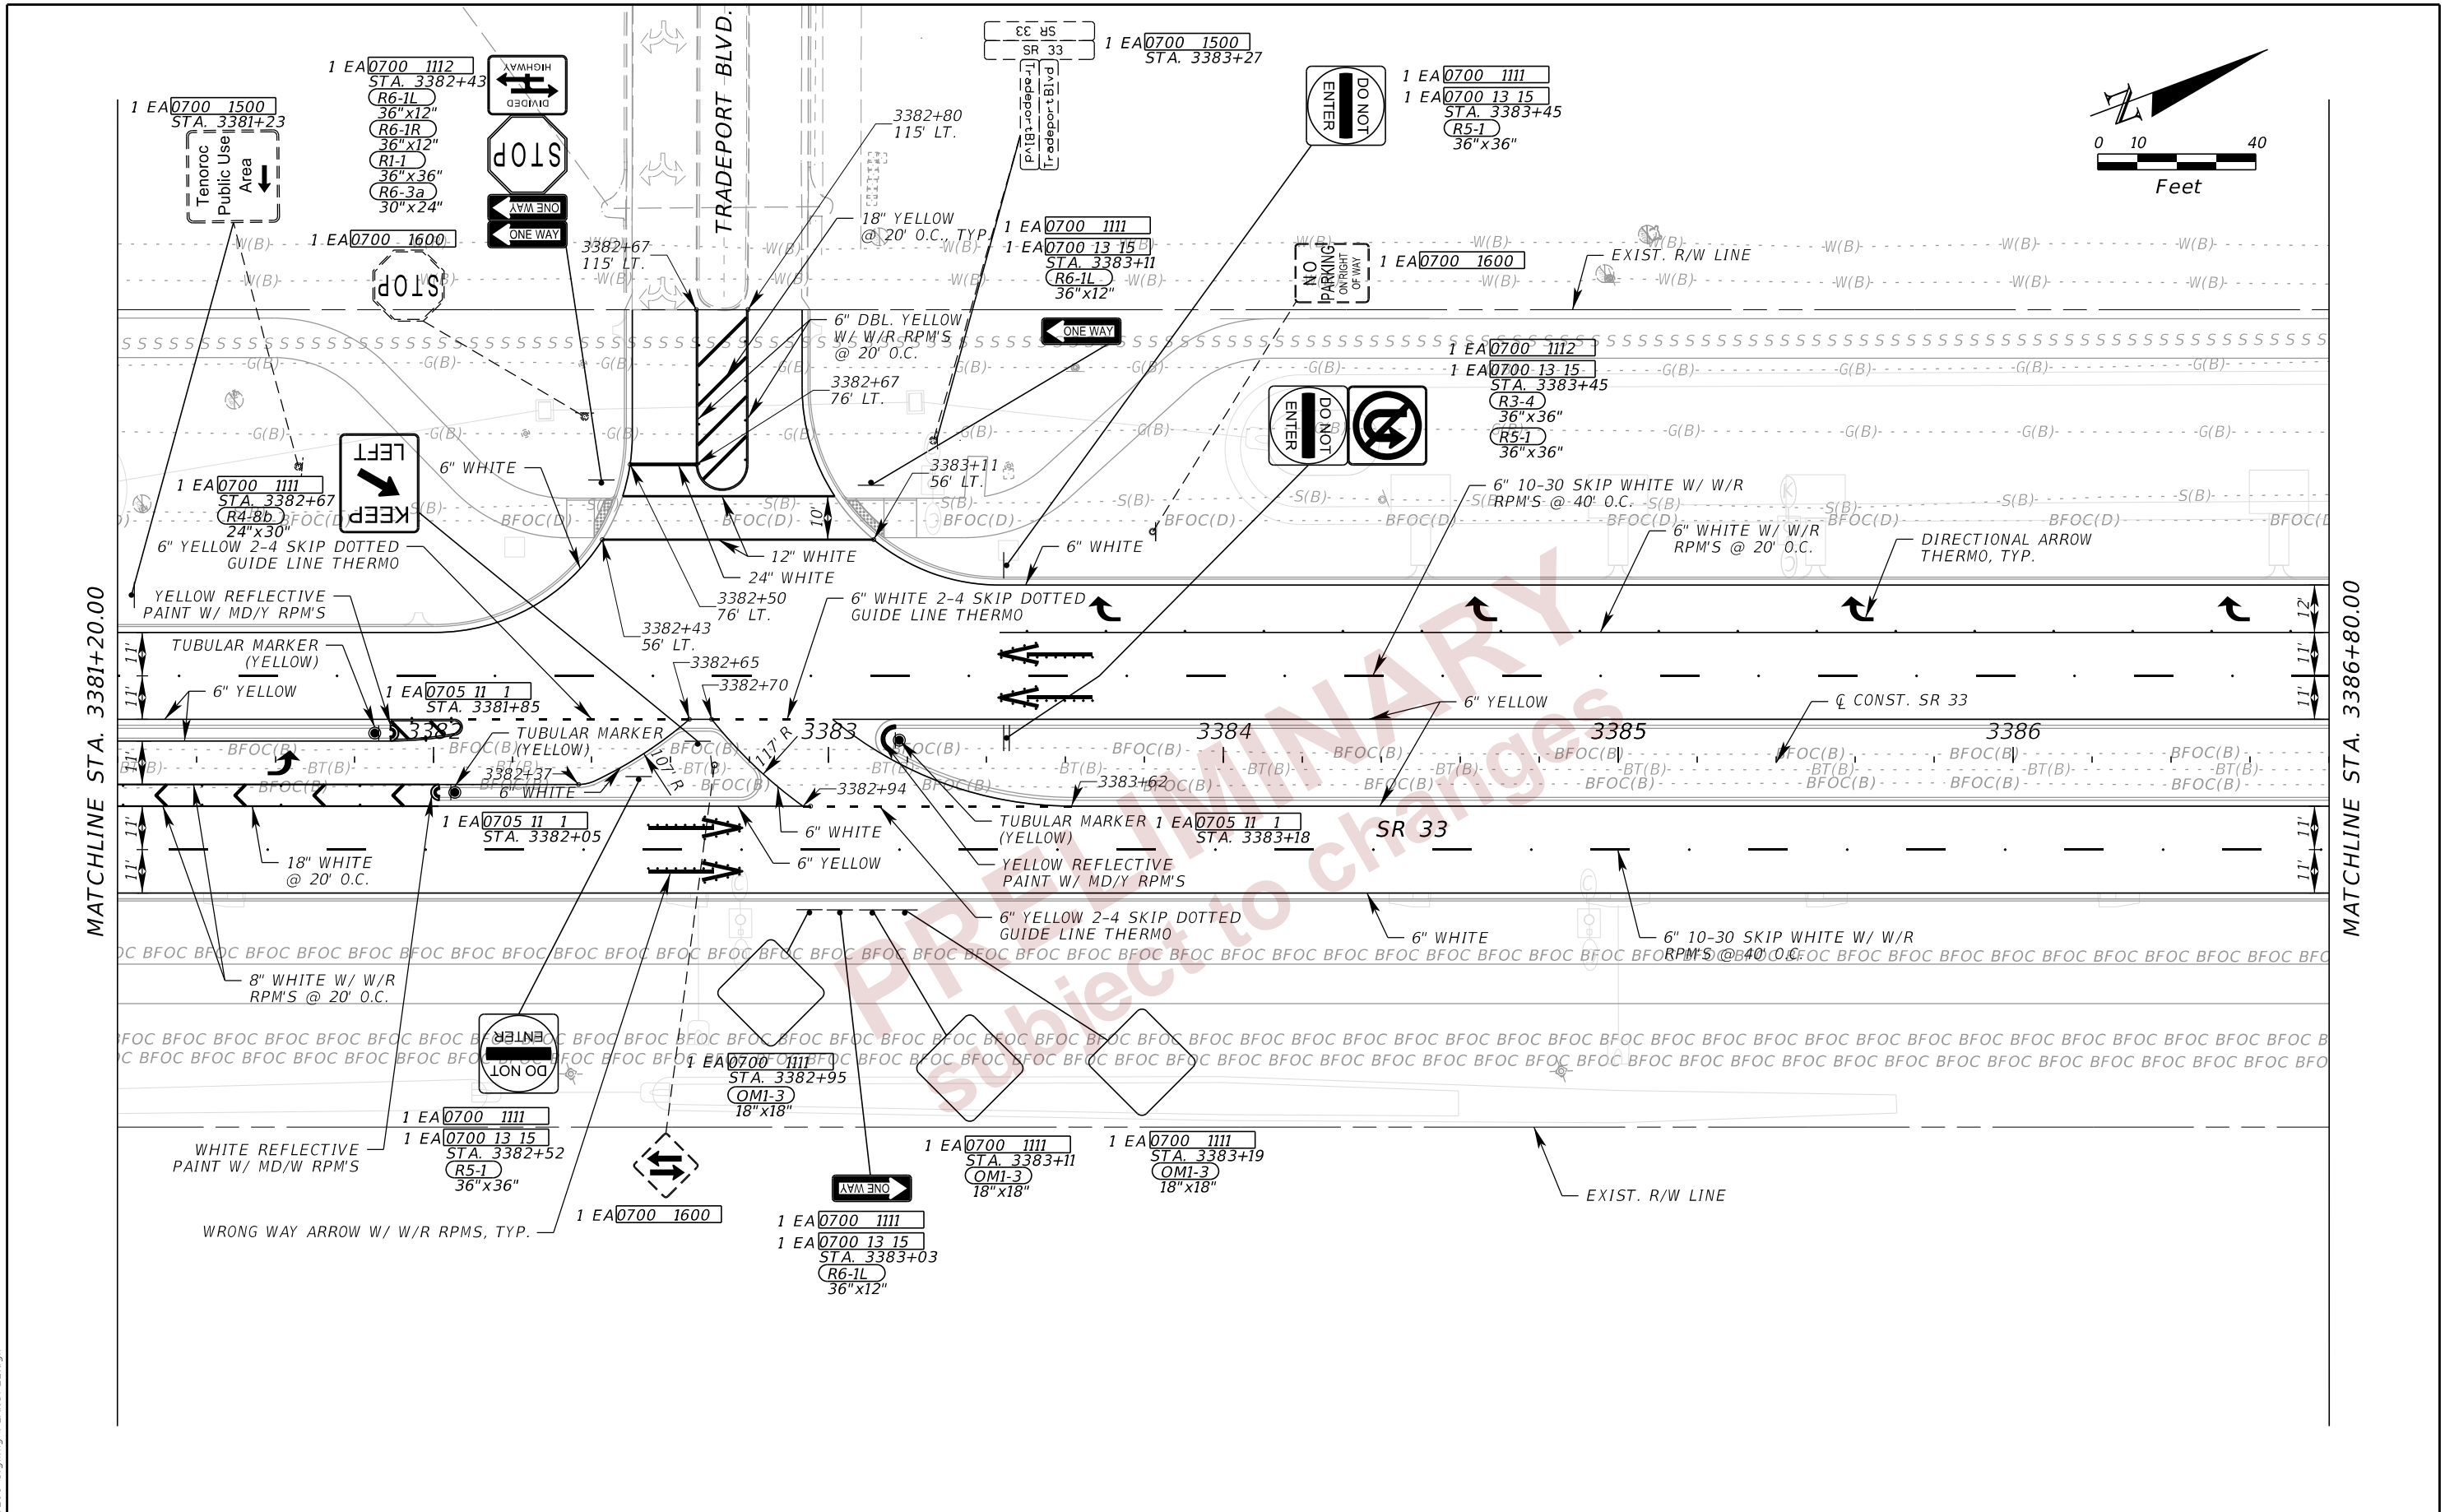 1 EA 0700 1500
STA. 3381+23
Tenoroc
Public Use
Area
1 EA 0700 1112
STA. 3382+43
R6-1L
36"x12"
R6-1R
36"x12"
R1-1
36"x36"
R6-3a
30"x24"
HIGHWAY
DIVIDED
STOP
ONE WAY
ONE WAY
1 EA 0700 1600
STOP
TRADEPORT BLVD.
3382+80
115' LT.
18" YELLOW
@ 20' O.C., TYP.
3382+67
115' LT.
SR 33
SR 33
TradeportBlvd
TradeportBlvd
1 EA 0700 1500
STA. 3383+27
DO NOT
ENTER
1 EA 0700 1111
1 EA 0700 13 15
STA. 3383+45
R5-1
36"x36"
N
0 10 40
Feet
1 EA 0700 1111
1 EA 0700 13 15
STA. 3383+11
R6-1L
36"x12"
ONE WAY
NO
PARKING
ON RIGHT
OF WAY
1 EA 0700 1600
EXIST. R/W LINE
6" DBL. YELLOW
W/ W/R RPM'S
@ 20' O.C.
3382+67
76' LT.
1 EA 0700 1112
1 EA 0700 13 15
STA. 3383+45
R3-4
36"x36"
R5-1
36"x36"
DO NOT
ENTER
KEEP
LEFT
1 EA 0700 1111
STA. 3382+67
R4-8b
24"x30"
6" WHITE
3383+11
56' LT.
10'
6" 10-30 SKIP WHITE W/ W/R
RPM'S @ 40' O.C.
6" WHITE W/ W/R
RPM'S @ 20' O.C.
DIRECTIONAL ARROW
THERMO, TYP.
6" YELLOW 2-4 SKIP DOTTED
GUIDE LINE THERMO
12" WHITE
24" WHITE
6" WHITE
YELLOW REFLECTIVE
PAINT W/ MD/Y RPM'S
3382+50
76' LT.
6" WHITE 2-4 SKIP DOTTED
GUIDE LINE THERMO
3382+43
56' LT.
TUBULAR MARKER
(YELLOW)
3382+65
3382+70
6" YELLOW
1 EA 0705 11 1
STA. 3381+85
6" YELLOW
℄ CONST. SR 33
MATCHLINE STA. 3381+20.00
MATCHLINE STA. 3386+80.00
11'
11'
11'
11'
11'
12'
11'
11'
11'
11'
3382
3383
3384
3385
3386
TUBULAR MARKER
(YELLOW)
3382+37
6" WHITE
107' R
117' R
3382+94
3383+62
1 EA 0705 11 1
STA. 3382+05
6" WHITE
6" YELLOW
TUBULAR MARKER
(YELLOW)
1 EA 0705 11 1
STA. 3383+18
SR 33
YELLOW REFLECTIVE
PAINT W/ MD/Y RPM'S
18" WHITE
@ 20' O.C.
6" YELLOW 2-4 SKIP DOTTED
GUIDE LINE THERMO
6" WHITE
6" 10-30 SKIP WHITE W/ W/R
RPM'S @ 40' O.C.
8" WHITE W/ W/R
RPM'S @ 20' O.C.
ENTER
DO NOT
1 EA 0700 1111
1 EA 0700 13 15
STA. 3382+52
R5-1
36"x36"
WHITE REFLECTIVE
PAINT W/ MD/W RPM'S
WRONG WAY ARROW W/ W/R RPMS, TYP.
1 EA 0700 1600
1 EA 0700 1111
STA. 3382+95
OM1-3
18"x18"
ONE WAY
1 EA 0700 1111
1 EA 0700 13 15
STA. 3383+03
R6-1L
36"x12"
1 EA 0700 1111
STA. 3383+11
OM1-3
18"x18"
1 EA 0700 1111
STA. 3383+19
OM1-3
18"x18"
EXIST. R/W LINE
PRELIMINARY
subject to changes
W(B)
G(B)
S(B)
BFOC(D)
BFOC(B)
BT(B)
BFOC